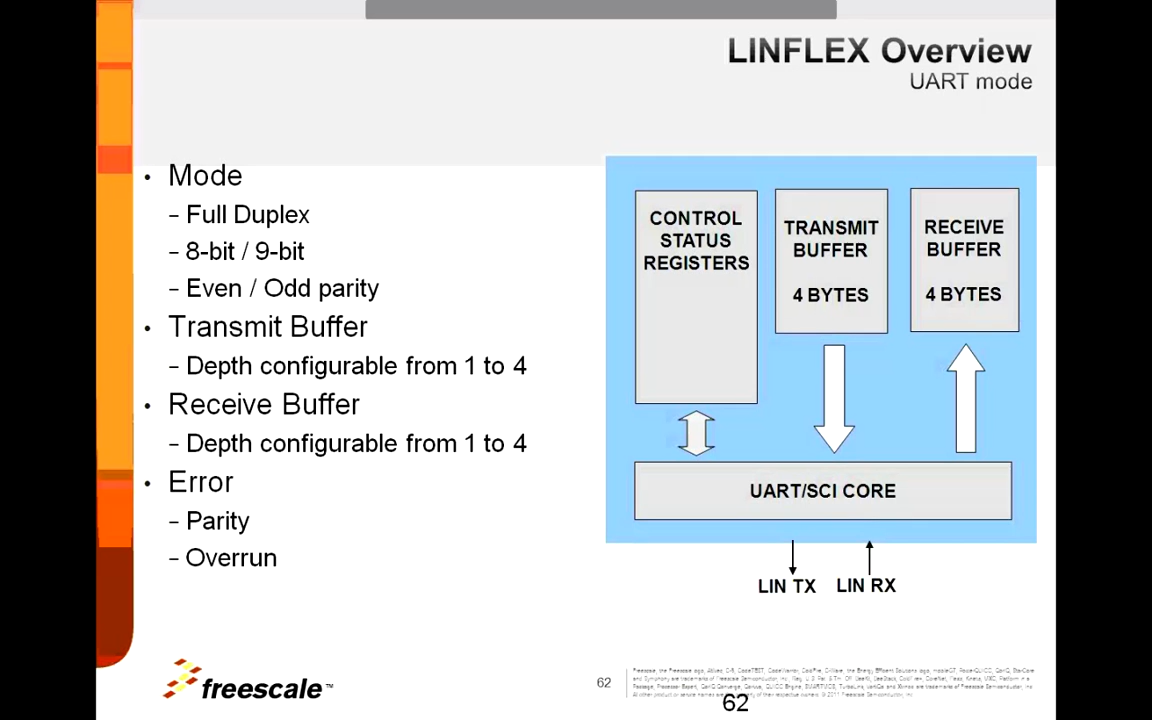 LINFLEX Overview
UART mode
• Mode
– Full Duplex
– 8-bit / 9-bit
– Even / Odd parity
• Transmit Buffer
– Depth configurable from 1 to 4
• Receive Buffer
– Depth configurable from 1 to 4
• Error
– Parity
– Overrun
CONTROL
STATUS
REGISTERS
TRANSMIT
BUFFER
4 BYTES
RECEIVE
BUFFER
4 BYTES
UART/SCI CORE
LIN TX
LIN RX
freescale™
62
62